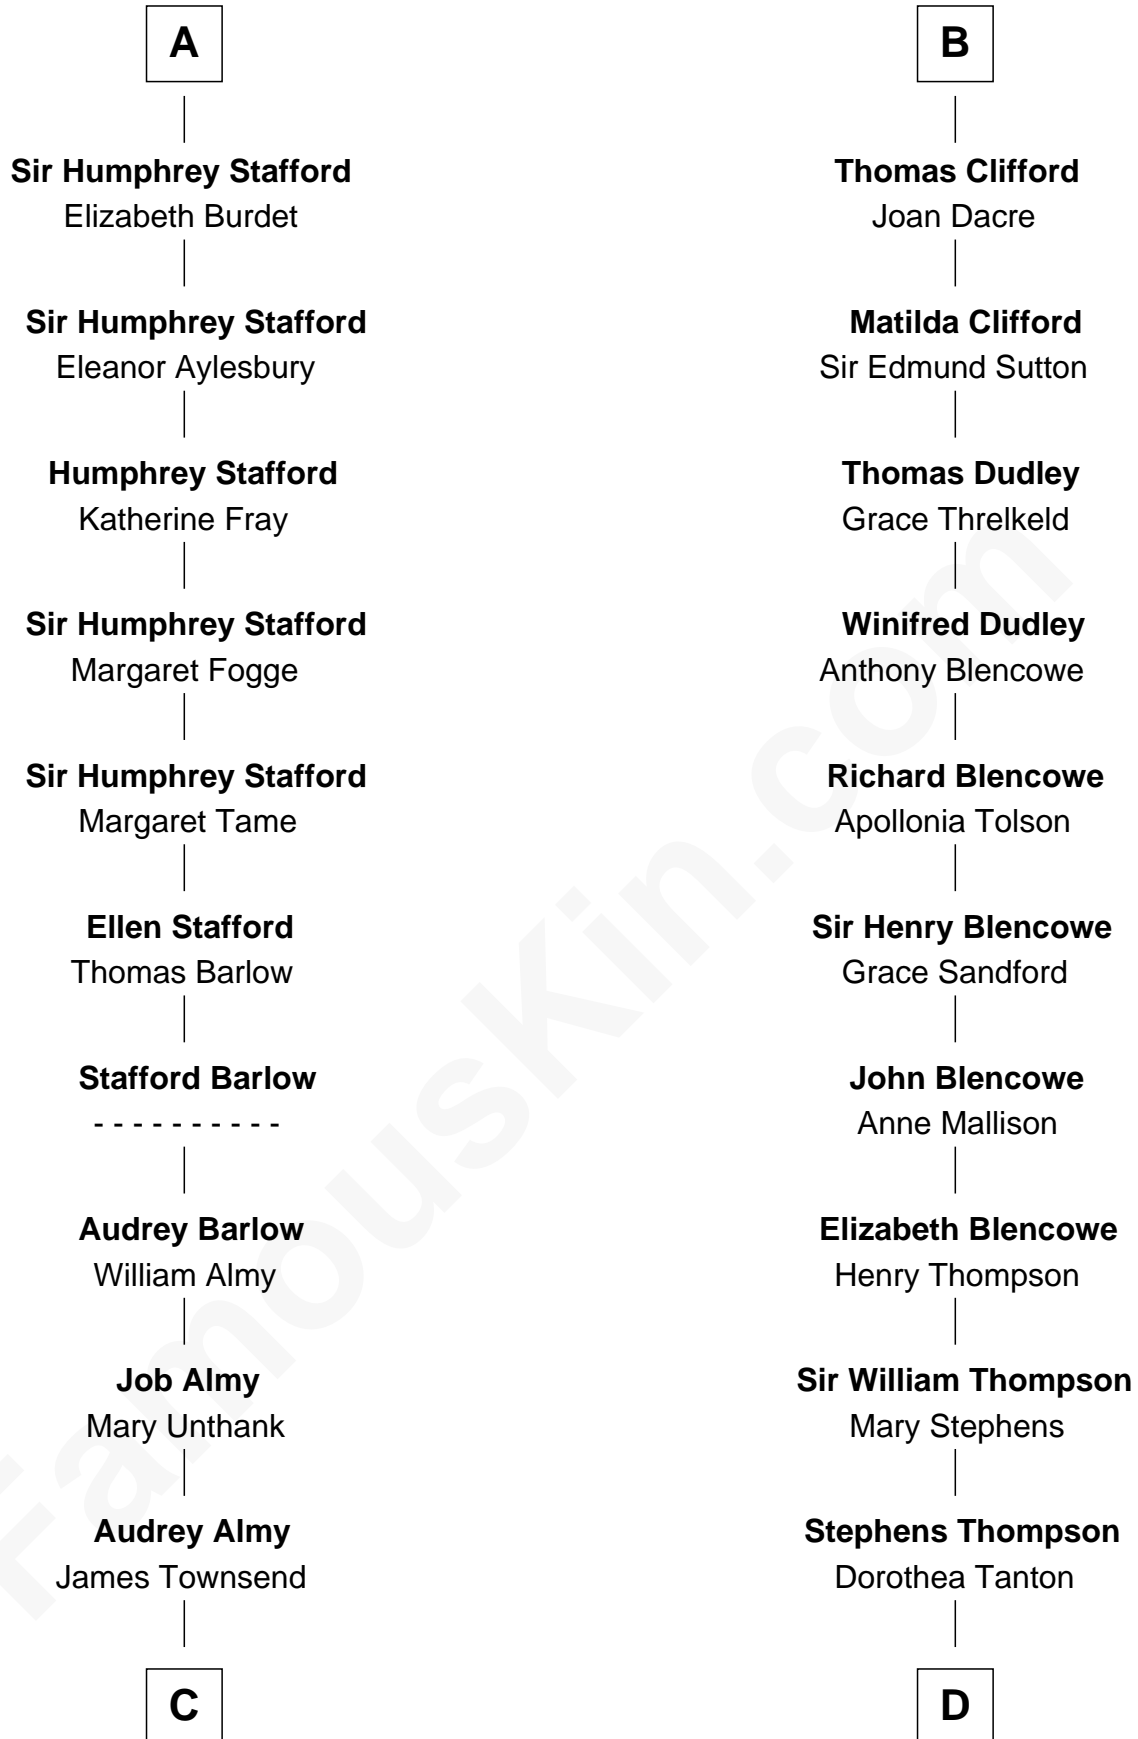 A
Sir Humphrey Stafford
Elizabeth Burdet
Sir Humphrey Stafford
Eleanor Aylesbury
Humphrey Stafford
Katherine Fray
Sir Humphrey Stafford
Margaret Fogge
Sir Humphrey Stafford
Margaret Tame
Ellen Stafford
Thomas Barlow
Stafford Barlow
- - - - - - - - - -
Audrey Barlow
William Almy
Job Almy
Mary Unthank
Audrey Almy
James Townsend
C
B
Thomas Clifford
Joan Dacre
Matilda Clifford
Sir Edmund Sutton
Thomas Dudley
Grace Threlkeld
Winifred Dudley
Anthony Blencowe
Richard Blencowe
Apollonia Tolson
Sir Henry Blencowe
Grace Sandford
John Blencowe
Anne Mallison
Elizabeth Blencowe
Henry Thompson
Sir William Thompson
Mary Stephens
Stephens Thompson
Dorothea Tanton
D
FamousKin.com